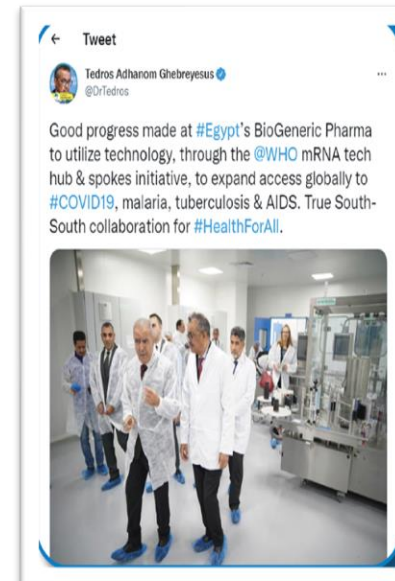 Tweet
Tedros Adhanom Ghebreyesus
@DrTedros
Good progress made at #Egypt's BioGeneric Pharma
to utilize technology, through the @WHO mRNA tech
hub & spokes initiative, to expand access globally to
#COVID19, malaria, tuberculosis & AIDS. True South-
South collaboration for #HealthForAll.